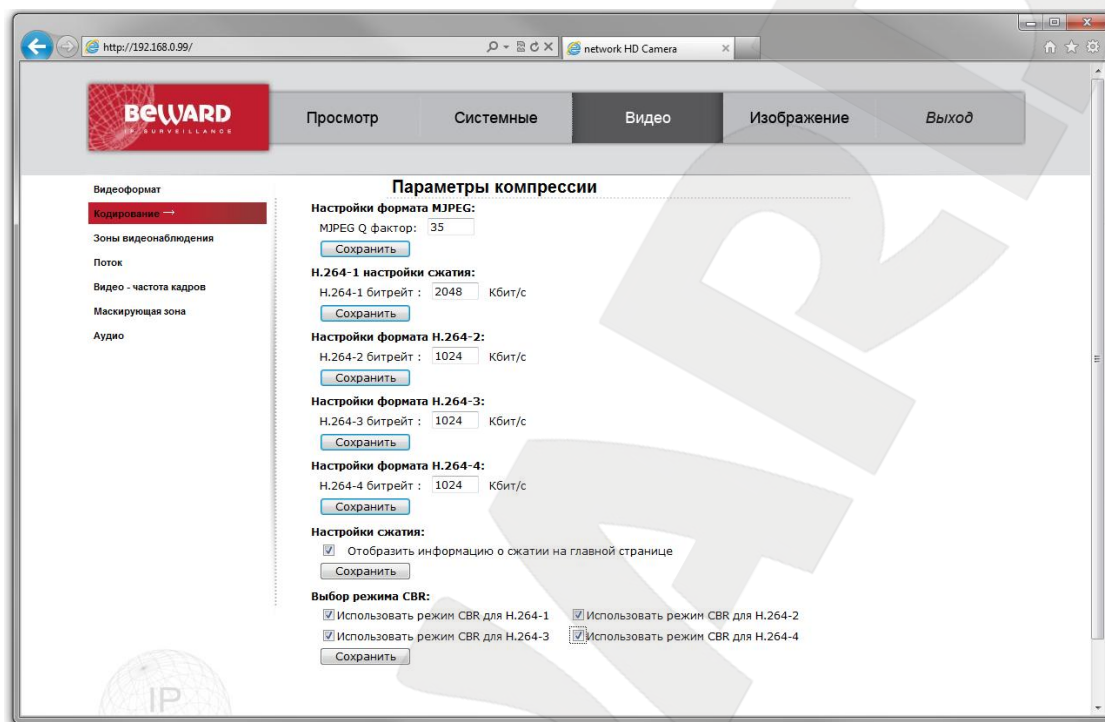 http://192.168.0.99/
network HD Camera
BEWARD
IP SURVEILLANCE
Просмотр
Системные
Видео
Изображение
Выход
Видеоформат
Кодирование →
Зоны видеонаблюдения
Поток
Видео - частота кадров
Маскирующая зона
Аудио
Параметры компрессии
Настройки формата MJPEG:
MJPEG Q фактор: 35
Сохранить
H.264-1 настройки сжатия:
H.264-1 битрейт : 2048 Кбит/с
Сохранить
Настройки формата H.264-2:
H.264-2 битрейт : 1024 Кбит/с
Сохранить
Настройки формата H.264-3:
H.264-3 битрейт : 1024 Кбит/с
Сохранить
Настройки формата H.264-4:
H.264-4 битрейт : 1024 Кбит/с
Сохранить
Настройки сжатия:
Отобразить информацию о сжатии на главной странице
Сохранить
Выбор режима CBR:
Использовать режим CBR для H.264-1 Использовать режим CBR для H.264-2
Использовать режим CBR для H.264-3 Использовать режим CBR для H.264-4
Сохранить
IP